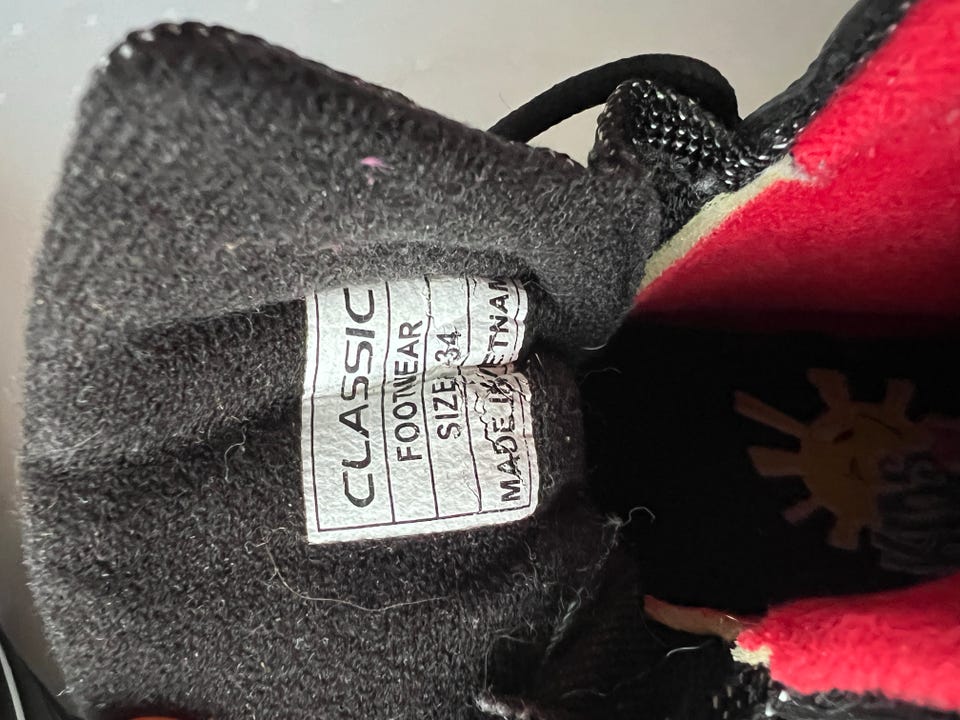 CLASSIC
FOOTWEAR
SIZE: 34
MADE IN VIETNAM